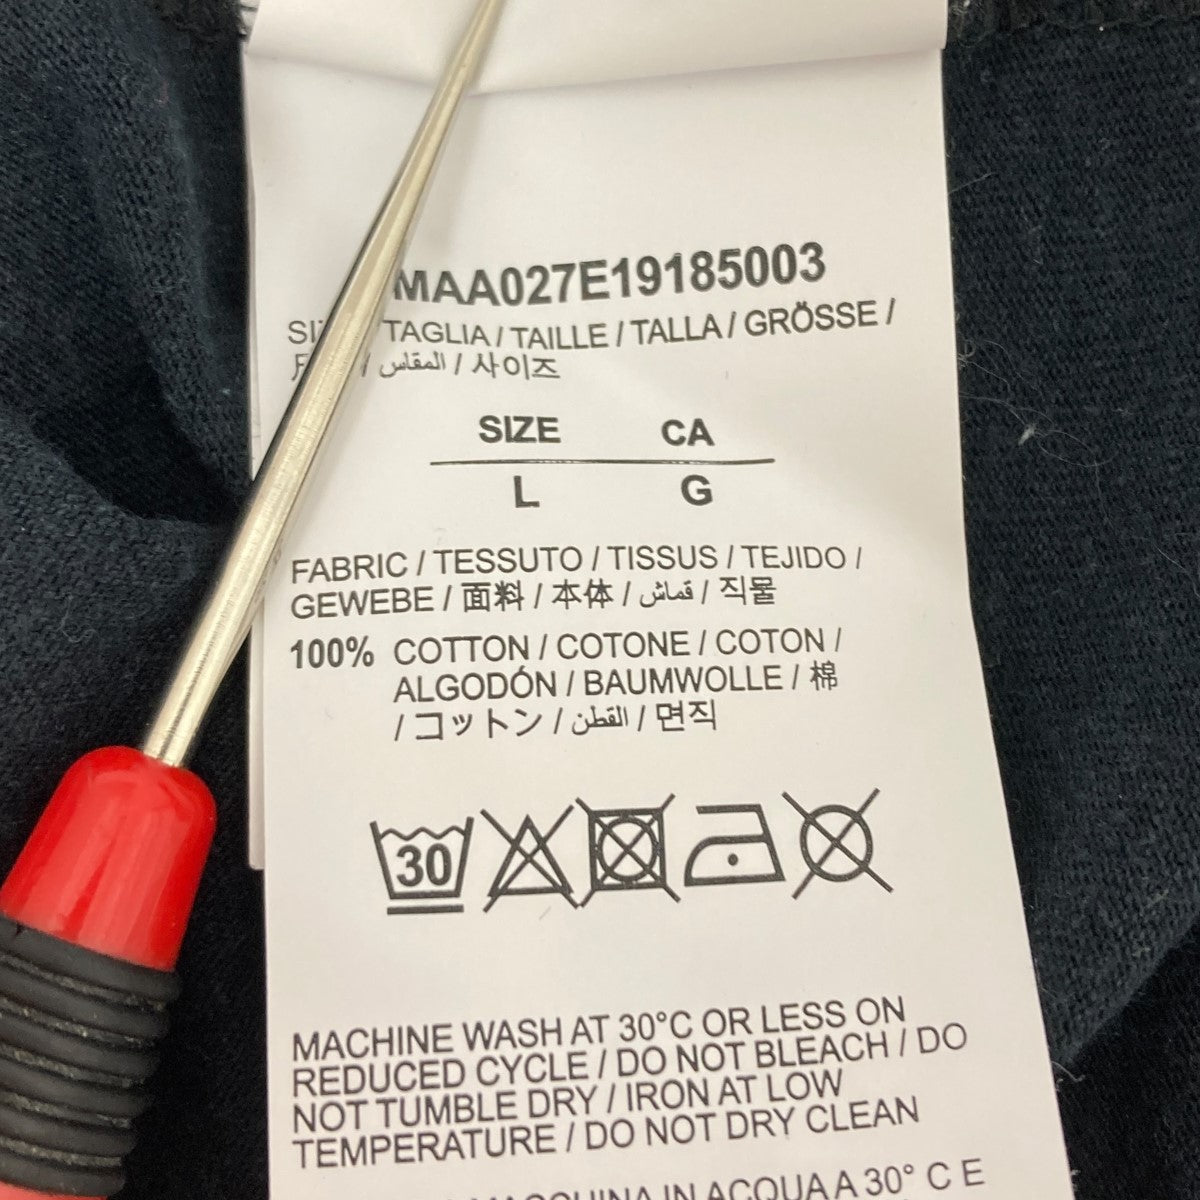 MAA027E19185003
TAGLIA / TAILLE / TALLA / GRÖSSE /
/ المقاس / 사이즈
SIZE CA
L G
FABRIC / TESSUTO / TISSUS / TEJIDO /
GEWEBE / 面料 / 本体 / قماش / 직물
100% COTTON / COTONE / COTON /
ALGODÓN / BAUMWOLLE / 棉
/ コットン / القطن / 면직
30
MACHINE WASH AT 30°C OR LESS ON
REDUCED CYCLE / DO NOT BLEACH / DO
NOT TUMBLE DRY / IRON AT LOW
TEMPERATURE / DO NOT DRY CLEAN
IN ACQUA A 30° C E